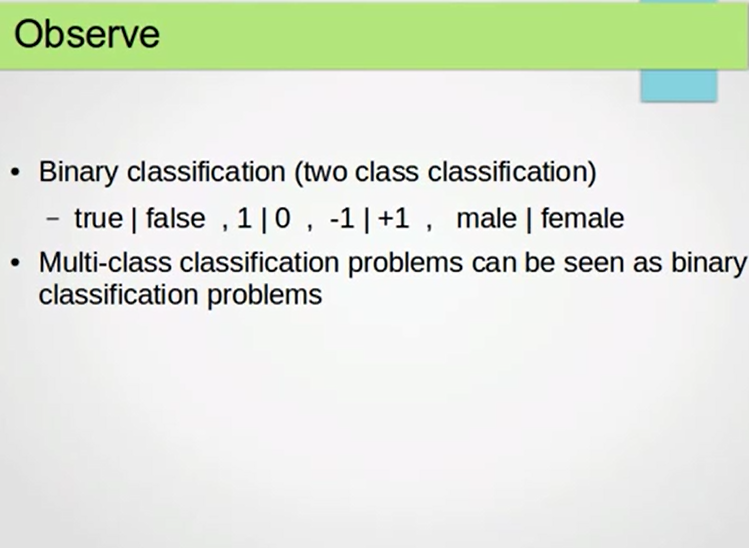 Observe
• Binary classification (two class classification)
– true | false , 1 | 0 , -1 | +1 , male | female
• Multi-class classification problems can be seen as binary
classification problems